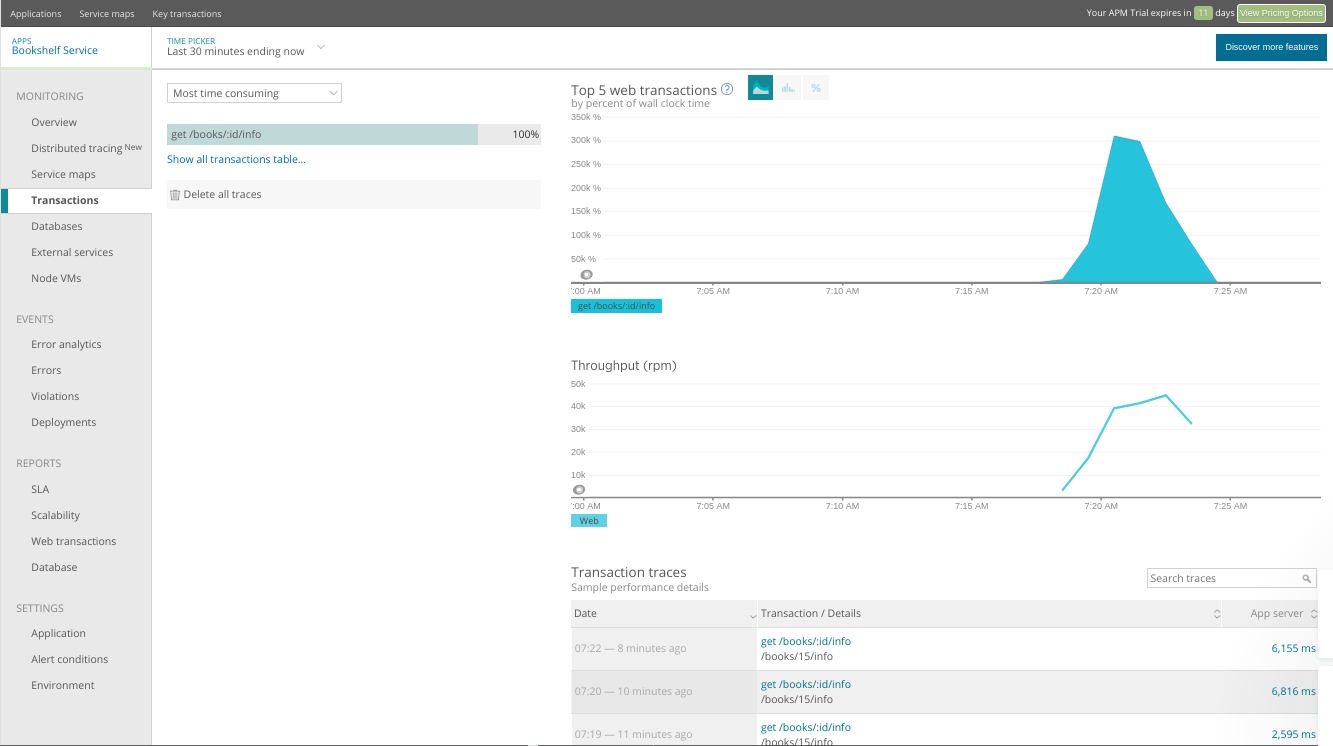 Applications Service maps Key transactions Your APM Trial expires in 11 days View Pricing Options
APPS
Bookshelf Service
TIME PICKER
Last 30 minutes ending now
Discover more features
MONITORING
Overview
Distributed tracing New
Service maps
Transactions
Databases
External services
Node VMs
EVENTS
Error analytics
Errors
Violations
Deployments
REPORTS
SLA
Scalability
Web transactions
Database
SETTINGS
Application
Alert conditions
Environment
Most time consuming
get /books/:id/info 100%
Show all transactions table...
Delete all traces
Top 5 web transactions ? %
by percent of wall clock time
350k %
300k %
250k %
200k %
150k %
100k %
50k %
:00 AM 7:05 AM 7:10 AM 7:15 AM 7:20 AM 7:25 AM
get /books/:id/info
Throughput (rpm)
50k
40k
30k
20k
10k
:00 AM 7:05 AM 7:10 AM 7:15 AM 7:20 AM 7:25 AM
Web
Transaction traces
Sample performance details
Search traces
Date Transaction / Details App server
07:22 — 8 minutes ago get /books/:id/info 6,155 ms
/books/15/info
07:20 — 10 minutes ago get /books/:id/info 6,816 ms
/books/15/info
07:19 — 11 minutes ago get /books/:id/info 2,595 ms
/books/15/info